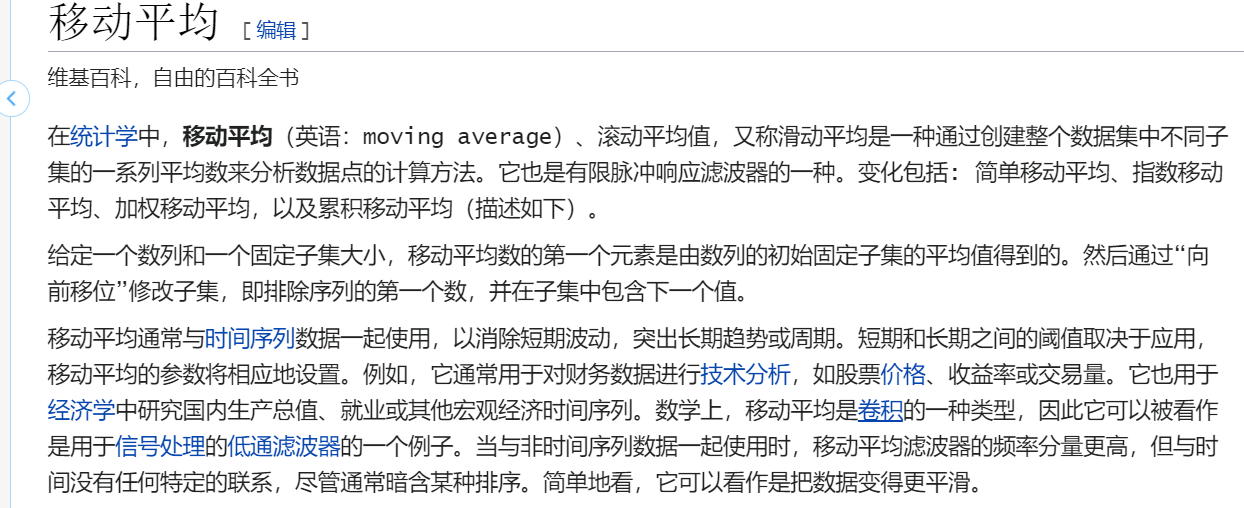 移动平均 [编辑]
维基百科，自由的百科全书
在统计学中，移动平均（英语：moving average）、滚动平均值，又称滑动平均是一种通过创建整个数据集中不同子
集的一系列平均数来分析数据点的计算方法。它也是有限脉冲响应滤波器的一种。变化包括：简单移动平均、指数移动
平均、加权移动平均，以及累积移动平均（描述如下）。
给定一个数列和一个固定子集大小，移动平均数的第一个元素是由数列的初始固定子集的平均值得到的。然后通过“向
前移位”修改子集，即排除序列的第一个数，并在子集中包含下一个值。
移动平均通常与时间序列数据一起使用，以消除短期波动，突出长期趋势或周期。短期和长期之间的阈值取决于应用，
移动平均的参数将相应地设置。例如，它通常用于对财务数据进行技术分析，如股票价格、收益率或交易量。它也用于
经济学中研究国内生产总值、就业或其他宏观经济时间序列。数学上，移动平均是卷积的一种类型，因此它可以被看作
是用于信号处理的低通滤波器的一个例子。当与非时间序列数据一起使用时，移动平均滤波器的频率分量更高，但与时
间没有任何特定的联系，尽管通常暗含某种排序。简单地看，它可以看作是把数据变得更平滑。